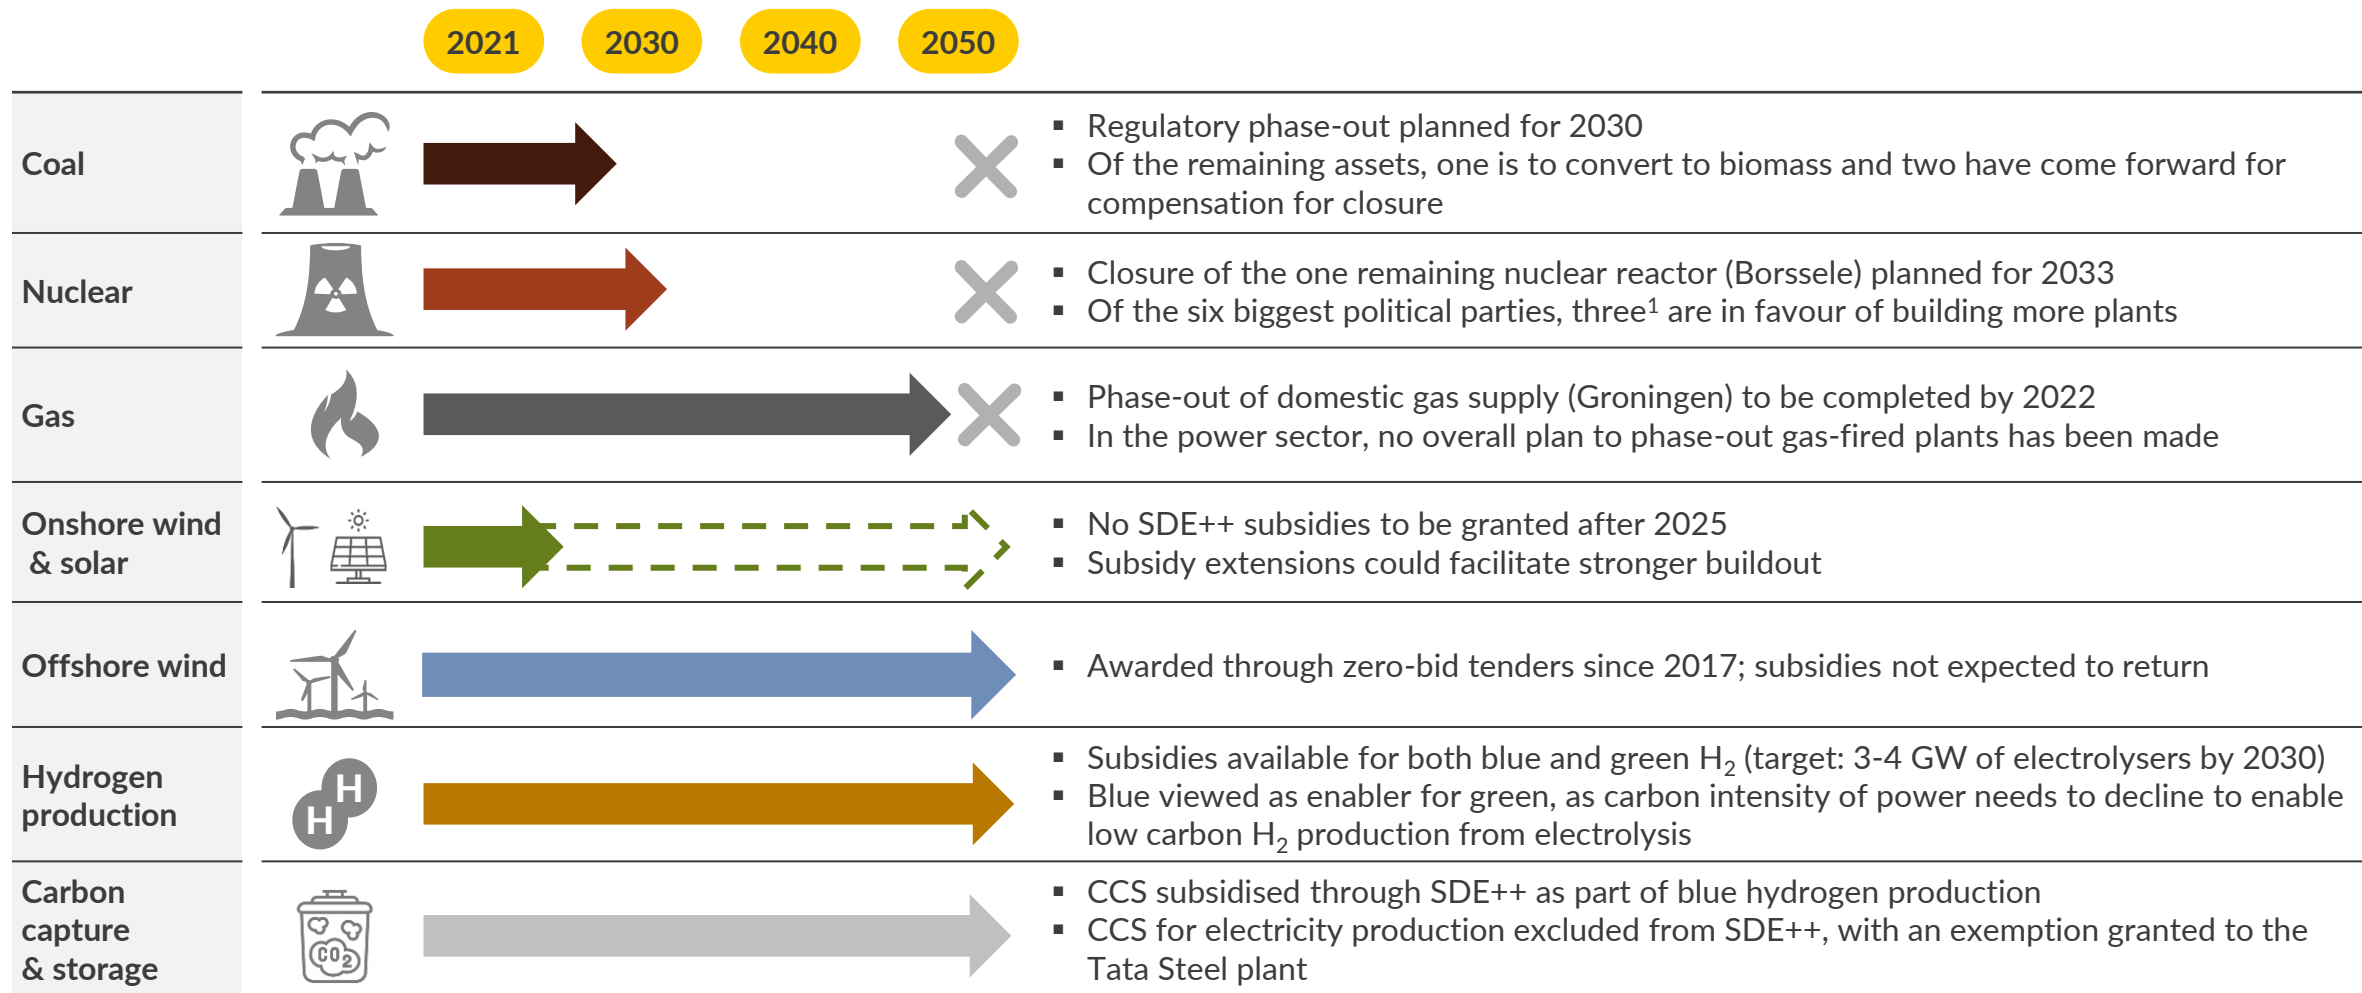 2021 2030 2040 2050
Coal
▪ Regulatory phase-out planned for 2030
▪ Of the remaining assets, one is to convert to biomass and two have come forward for
compensation for closure
Nuclear
▪ Closure of the one remaining nuclear reactor (Borssele) planned for 2033
▪ Of the six biggest political parties, three¹ are in favour of building more plants
Gas
▪ Phase-out of domestic gas supply (Groningen) to be completed by 2022
▪ In the power sector, no overall plan to phase-out gas-fired plants has been made
Onshore wind
& solar
▪ No SDE++ subsidies to be granted after 2025
▪ Subsidy extensions could facilitate stronger buildout
Offshore wind
▪ Awarded through zero-bid tenders since 2017; subsidies not expected to return
Hydrogen
production
H
H
▪ Subsidies available for both blue and green H₂ (target: 3-4 GW of electrolysers by 2030)
▪ Blue viewed as enabler for green, as carbon intensity of power needs to decline to enable
low carbon H₂ production from electrolysis
Carbon
capture
& storage
CO₂
▪ CCS subsidised through SDE++ as part of blue hydrogen production
▪ CCS for electricity production excluded from SDE++, with an exemption granted to the
Tata Steel plant